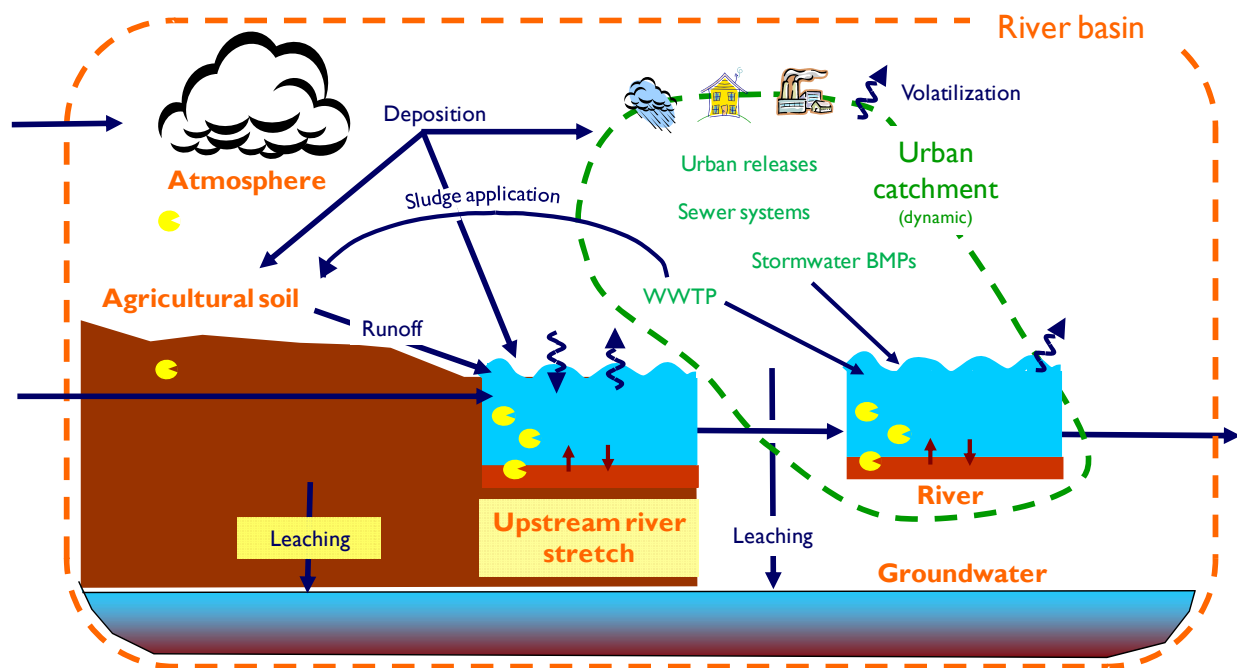 River basin
Deposition
Volatilization
Atmosphere
Urban releases
Urban
catchment
(dynamic)
Sludge application
Sewer systems
Stormwater BMPs
Agricultural soil
WWTP
Runoff
River
Upstream river
stretch
Leaching
Leaching
Groundwater